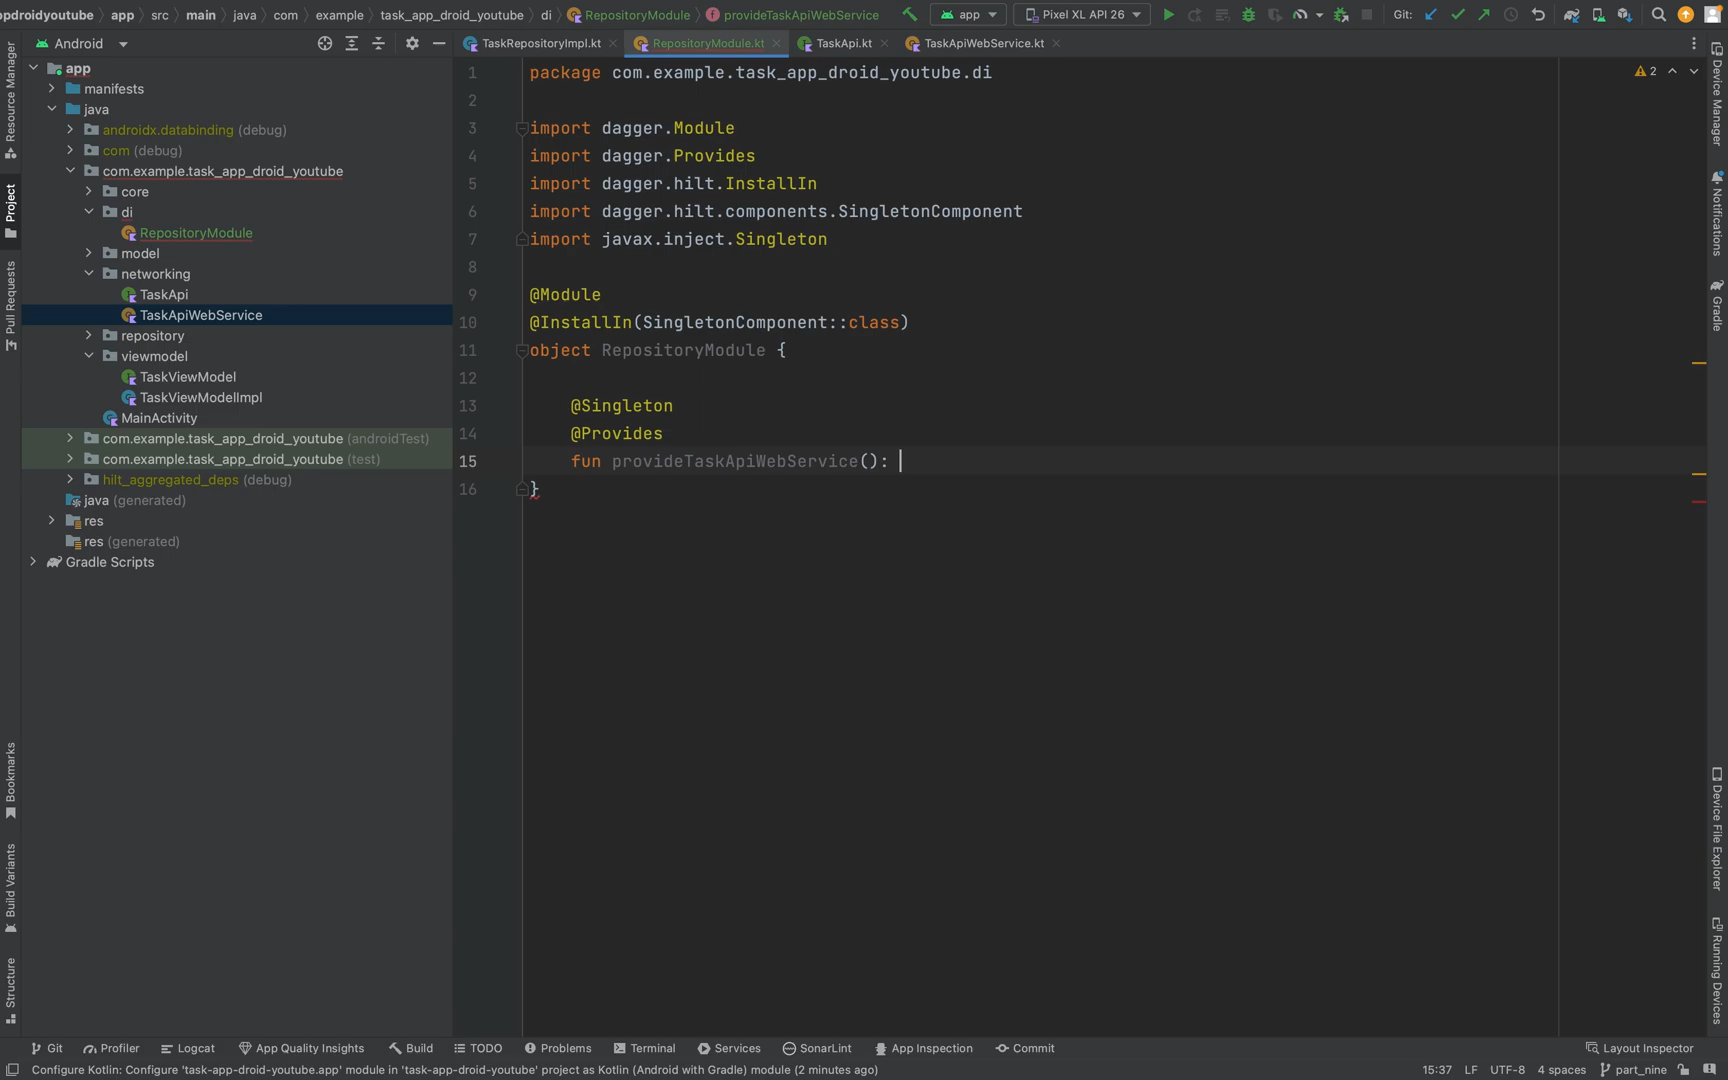 opdroidyoutube app src main java com example task_app_droid_youtube di RepositoryModule provideTaskApiWebService app Pixel XL API 26 Git:
Android
TaskRepositoryImpl.kt RepositoryModule.kt TaskApi.kt TaskApiWebService.kt
app
manifests
java
androidx.databinding (debug)
com (debug)
com.example.task_app_droid_youtube
core
di
RepositoryModule
model
networking
TaskApi
TaskApiWebService
repository
viewmodel
TaskViewModel
TaskViewModelImpl
MainActivity
com.example.task_app_droid_youtube (androidTest)
com.example.task_app_droid_youtube (test)
hilt_aggregated_deps (debug)
java (generated)
res
res (generated)
Gradle Scripts
1 package com.example.task_app_droid_youtube.di
2
3 import dagger.Module
4 import dagger.Provides
5 import dagger.hilt.InstallIn
6 import dagger.hilt.components.SingletonComponent
7 import javax.inject.Singleton
8
9 @Module
10 @InstallIn(SingletonComponent::class)
11 object RepositoryModule {
12
13 @Singleton
14 @Provides
15 fun provideTaskApiWebService():
16 }
2
Resource Manager
Project
Pull Requests
Bookmarks
Build Variants
Structure
Device Manager
Notifications
Gradle
Device File Explorer
Running Devices
Git Profiler Logcat App Quality Insights Build TODO Problems Terminal Services SonarLint App Inspection Commit Layout Inspector
Configure Kotlin: Configure 'task-app-droid-youtube.app' module in 'task-app-droid-youtube' project as Kotlin (Android with Gradle) module (2 minutes ago) 15:37 LF UTF-8 4 spaces part_nine